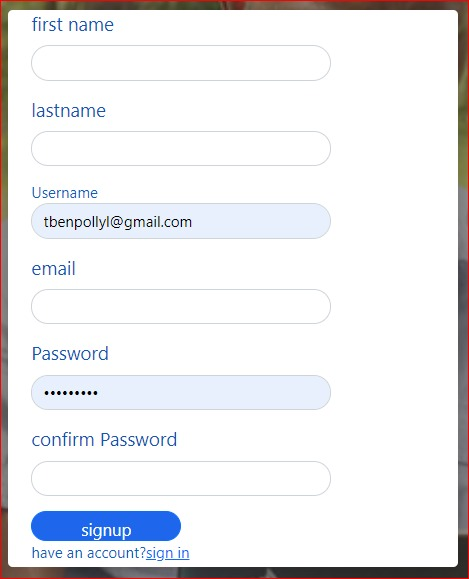 first name
lastname
Username
tbenpollyl@gmail.com
email
Password
•••••••••
confirm Password
signup
have an account?sign in